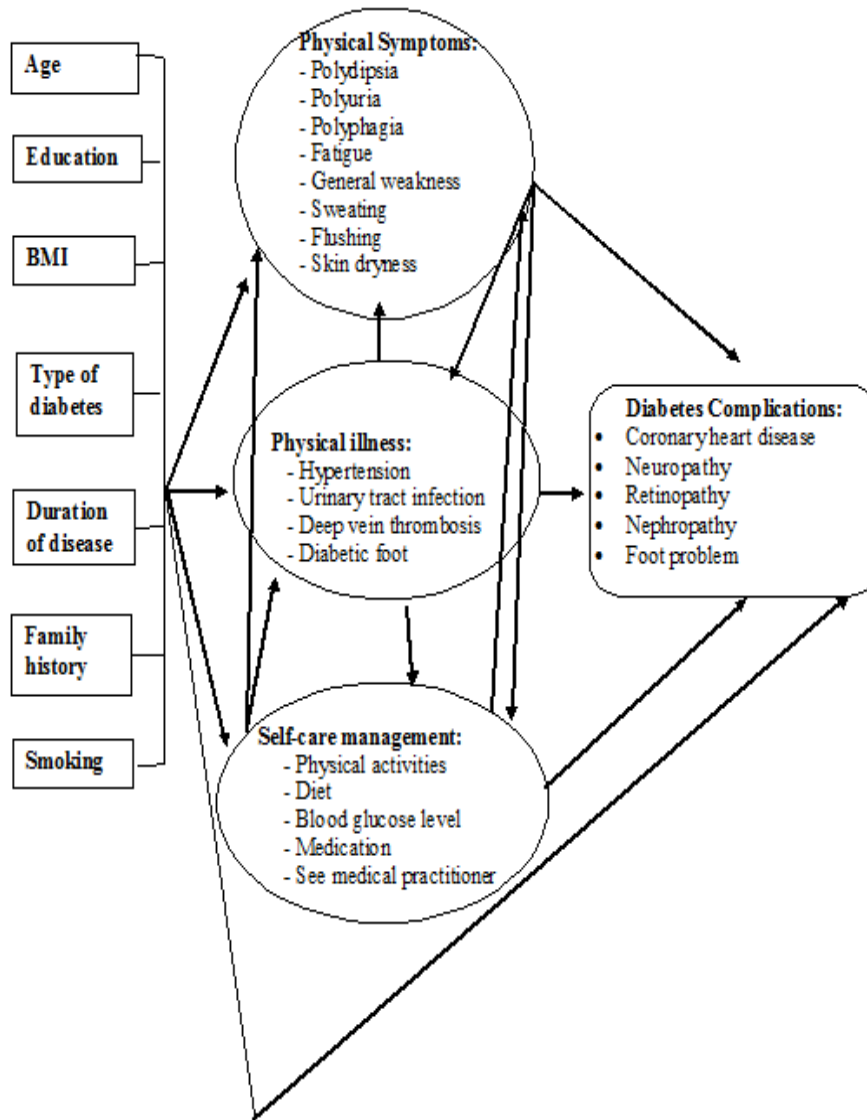 Age
Education
BMI
Type of
diabetes
Duration
of disease
Family
history
Smoking
Physical Symptoms:
- Polydipsia
- Polyuria
- Polyphagia
- Fatigue
- General weakness
- Sweating
- Flushing
- Skin dryness
Physical illness:
- Hypertension
- Urinary tract infection
- Deep vein thrombosis
- Diabetic foot
Self-care management:
- Physical activities
- Diet
- Blood glucose level
- Medication
- See medical practitioner
Diabetes Complications:
• Coronary heart disease
• Neuropathy
• Retinopathy
• Nephropathy
• Foot problem